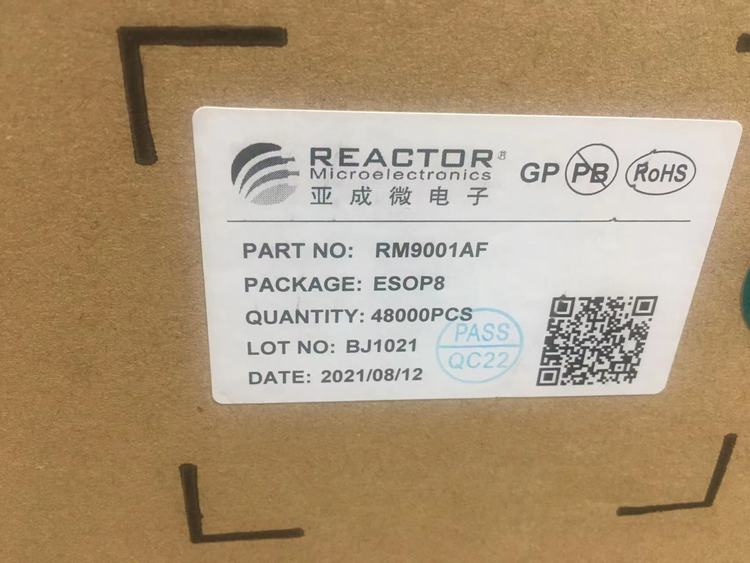 REACTOR®
Microelectronics
亚成微电子
GP PB RoHS
PART NO: RM9001AF
PACKAGE: ESOP8
QUANTITY: 48000PCS
LOT NO: BJ1021
DATE: 2021/08/12
PASS
QC22